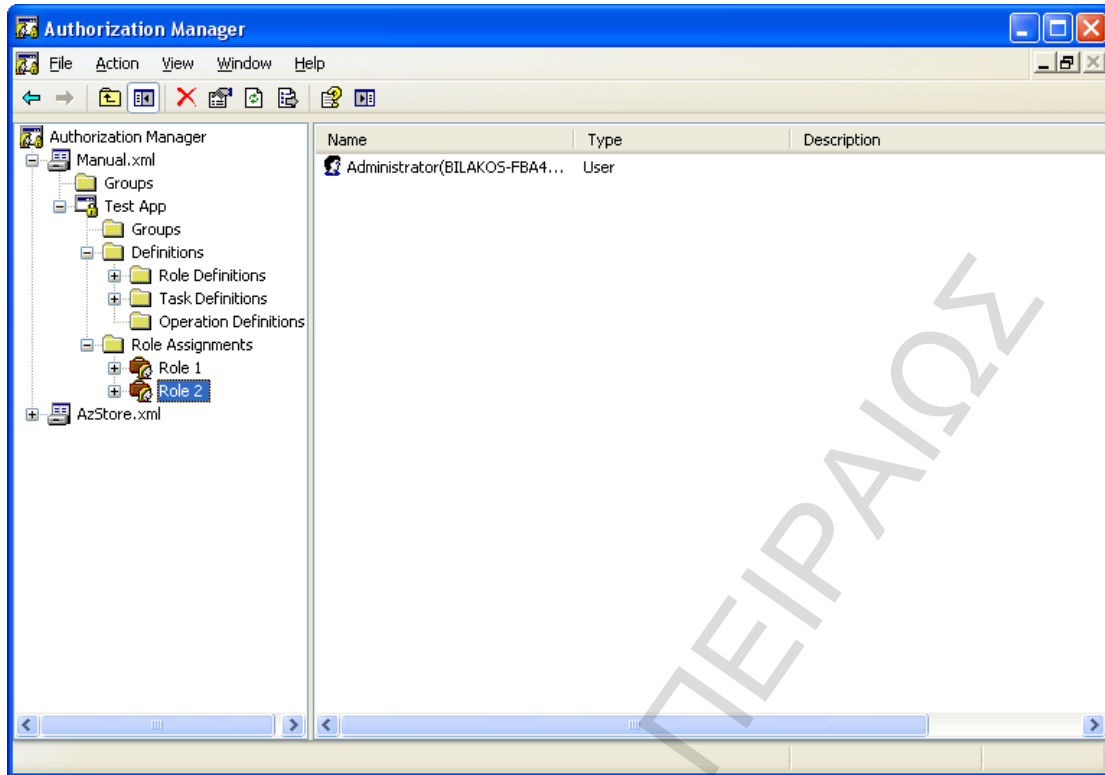 Authorization Manager
File Action View Window Help
Authorization Manager
Manual.xml
Groups
Test App
Groups
Definitions
Role Definitions
Task Definitions
Operation Definitions
Role Assignments
Role 1
Role 2
AzStore.xml
Name Type Description
Administrator(BILAKOS-FBA4... User
ΠΕΙΡΑΙΩΣ